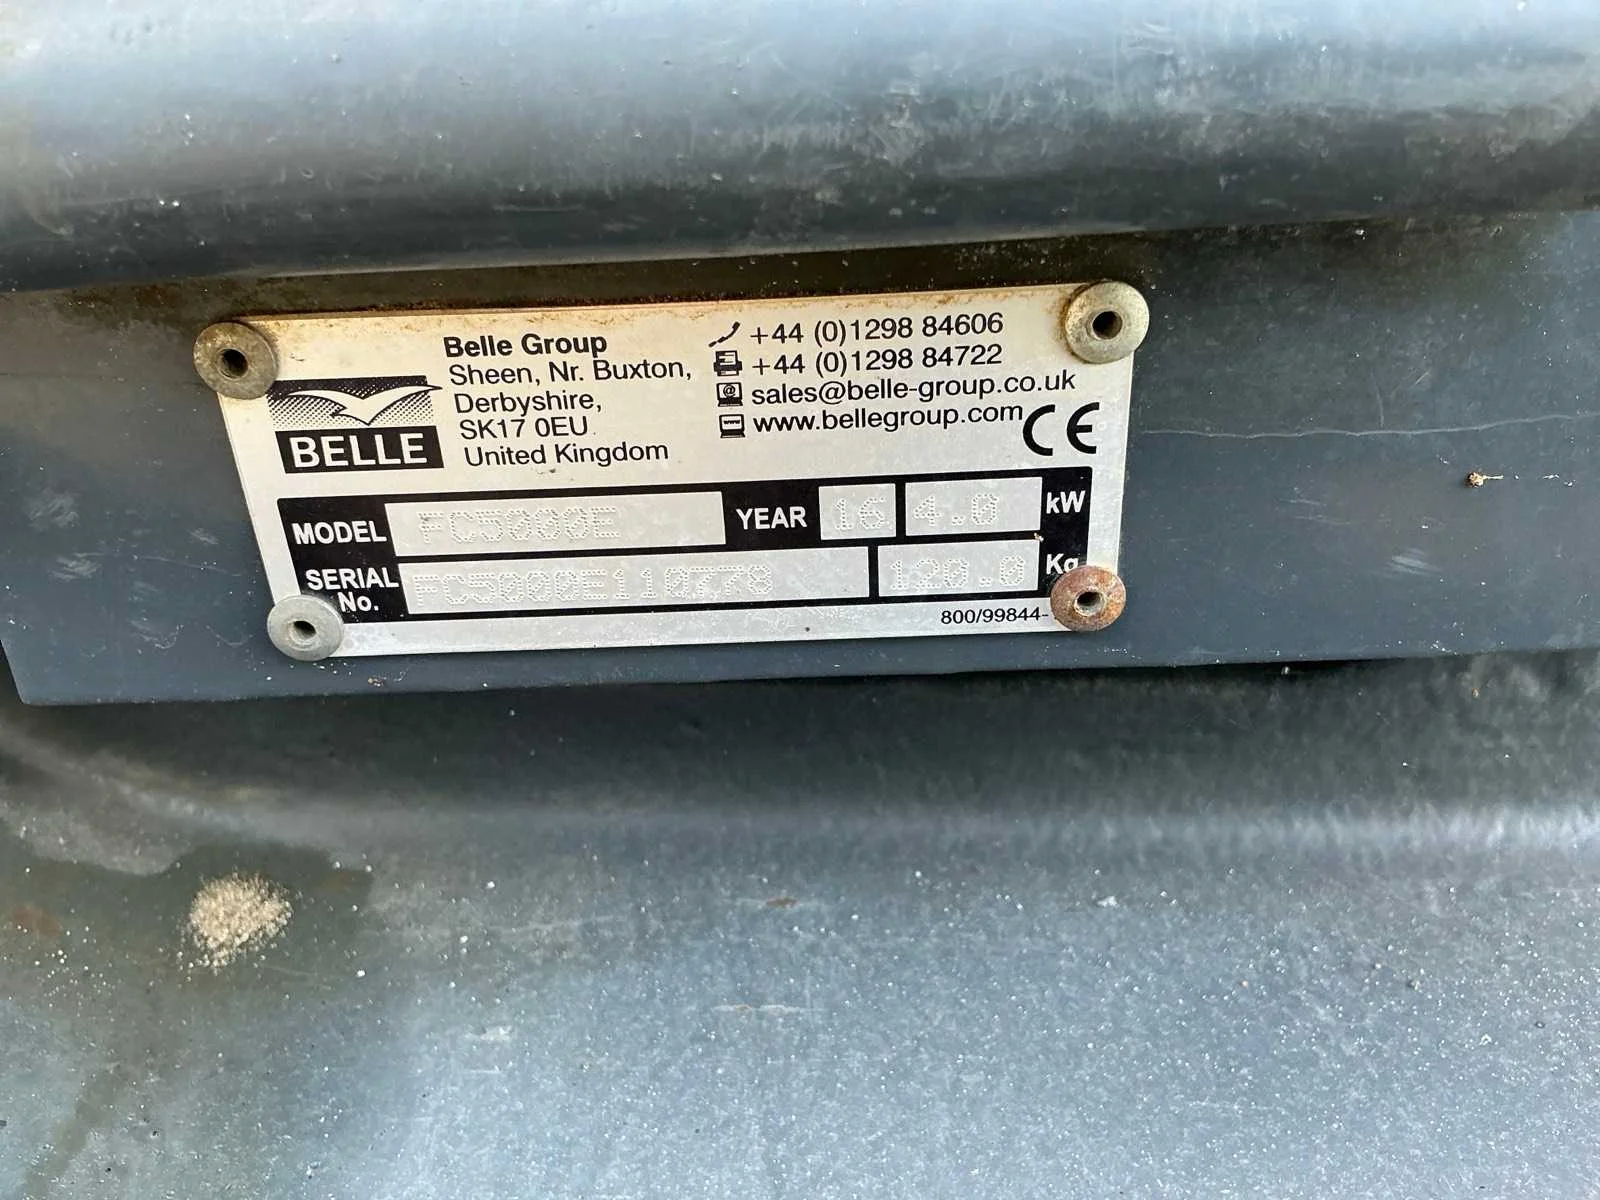 Belle Group
Sheen, Nr. Buxton,
Derbyshire,
SK17 0EU
United Kingdom
BELLE
+44 (0)1298 84606
+44 (0)1298 84722
sales@belle-group.co.uk
www.bellegroup.com
CE
MODEL FC5000E YEAR 16 4.0 kW
SERIAL No. FC5000E110778 120.0 Kg
800/99844-